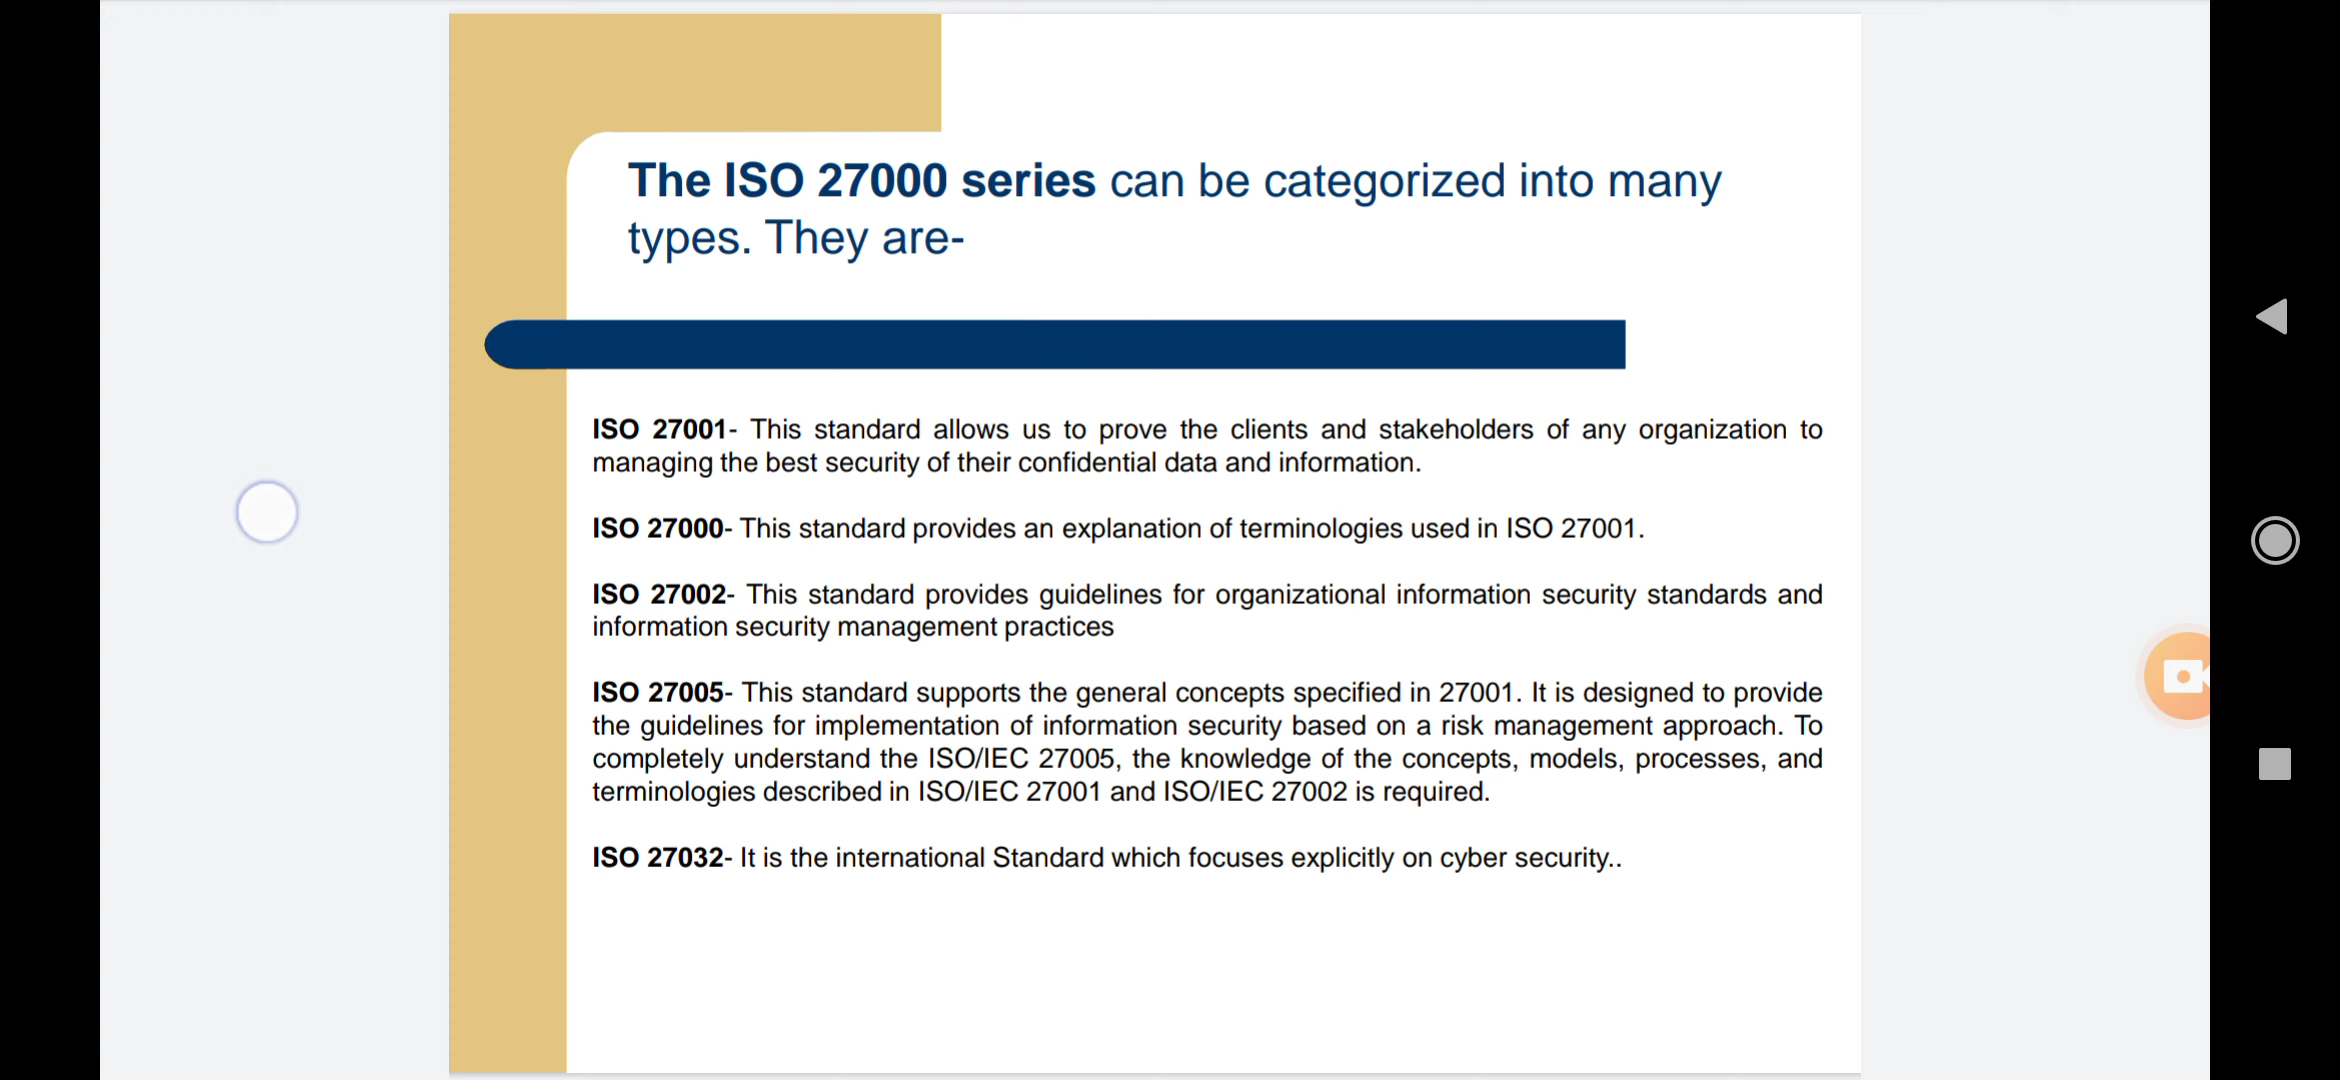 The ISO 27000 series can be categorized into many
types. They are-
ISO 27001- This standard allows us to prove the clients and stakeholders of any organization to
managing the best security of their confidential data and information.
ISO 27000- This standard provides an explanation of terminologies used in ISO 27001.
ISO 27002- This standard provides guidelines for organizational information security standards and
information security management practices
ISO 27005- This standard supports the general concepts specified in 27001. It is designed to provide
the guidelines for implementation of information security based on a risk management approach. To
completely understand the ISO/IEC 27005, the knowledge of the concepts, models, processes, and
terminologies described in ISO/IEC 27001 and ISO/IEC 27002 is required.
ISO 27032- It is the international Standard which focuses explicitly on cyber security..